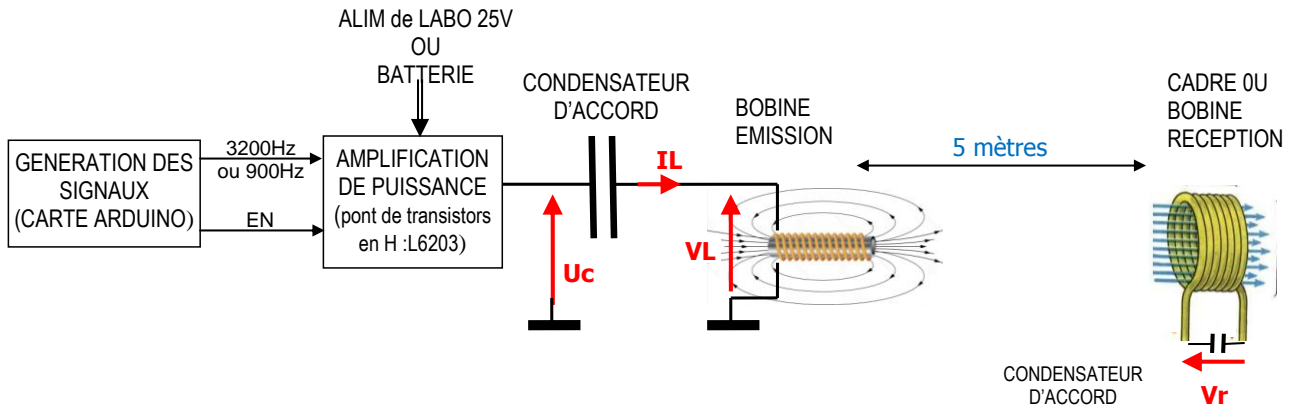 ALIM de LABO 25V
OU
BATTERIE
CONDENSATEUR
D'ACCORD
BOBINE
EMISSION
CADRE 0U
BOBINE
RECEPTION
GENERATION DES
SIGNAUX
(CARTE ARDUINO)
3200Hz
ou 900Hz
EN
AMPLIFICATION
DE PUISSANCE
(pont de transistors
en H :L6203)
IL
5 mètres
Uc
VL
CONDENSATEUR
D'ACCORD
Vr